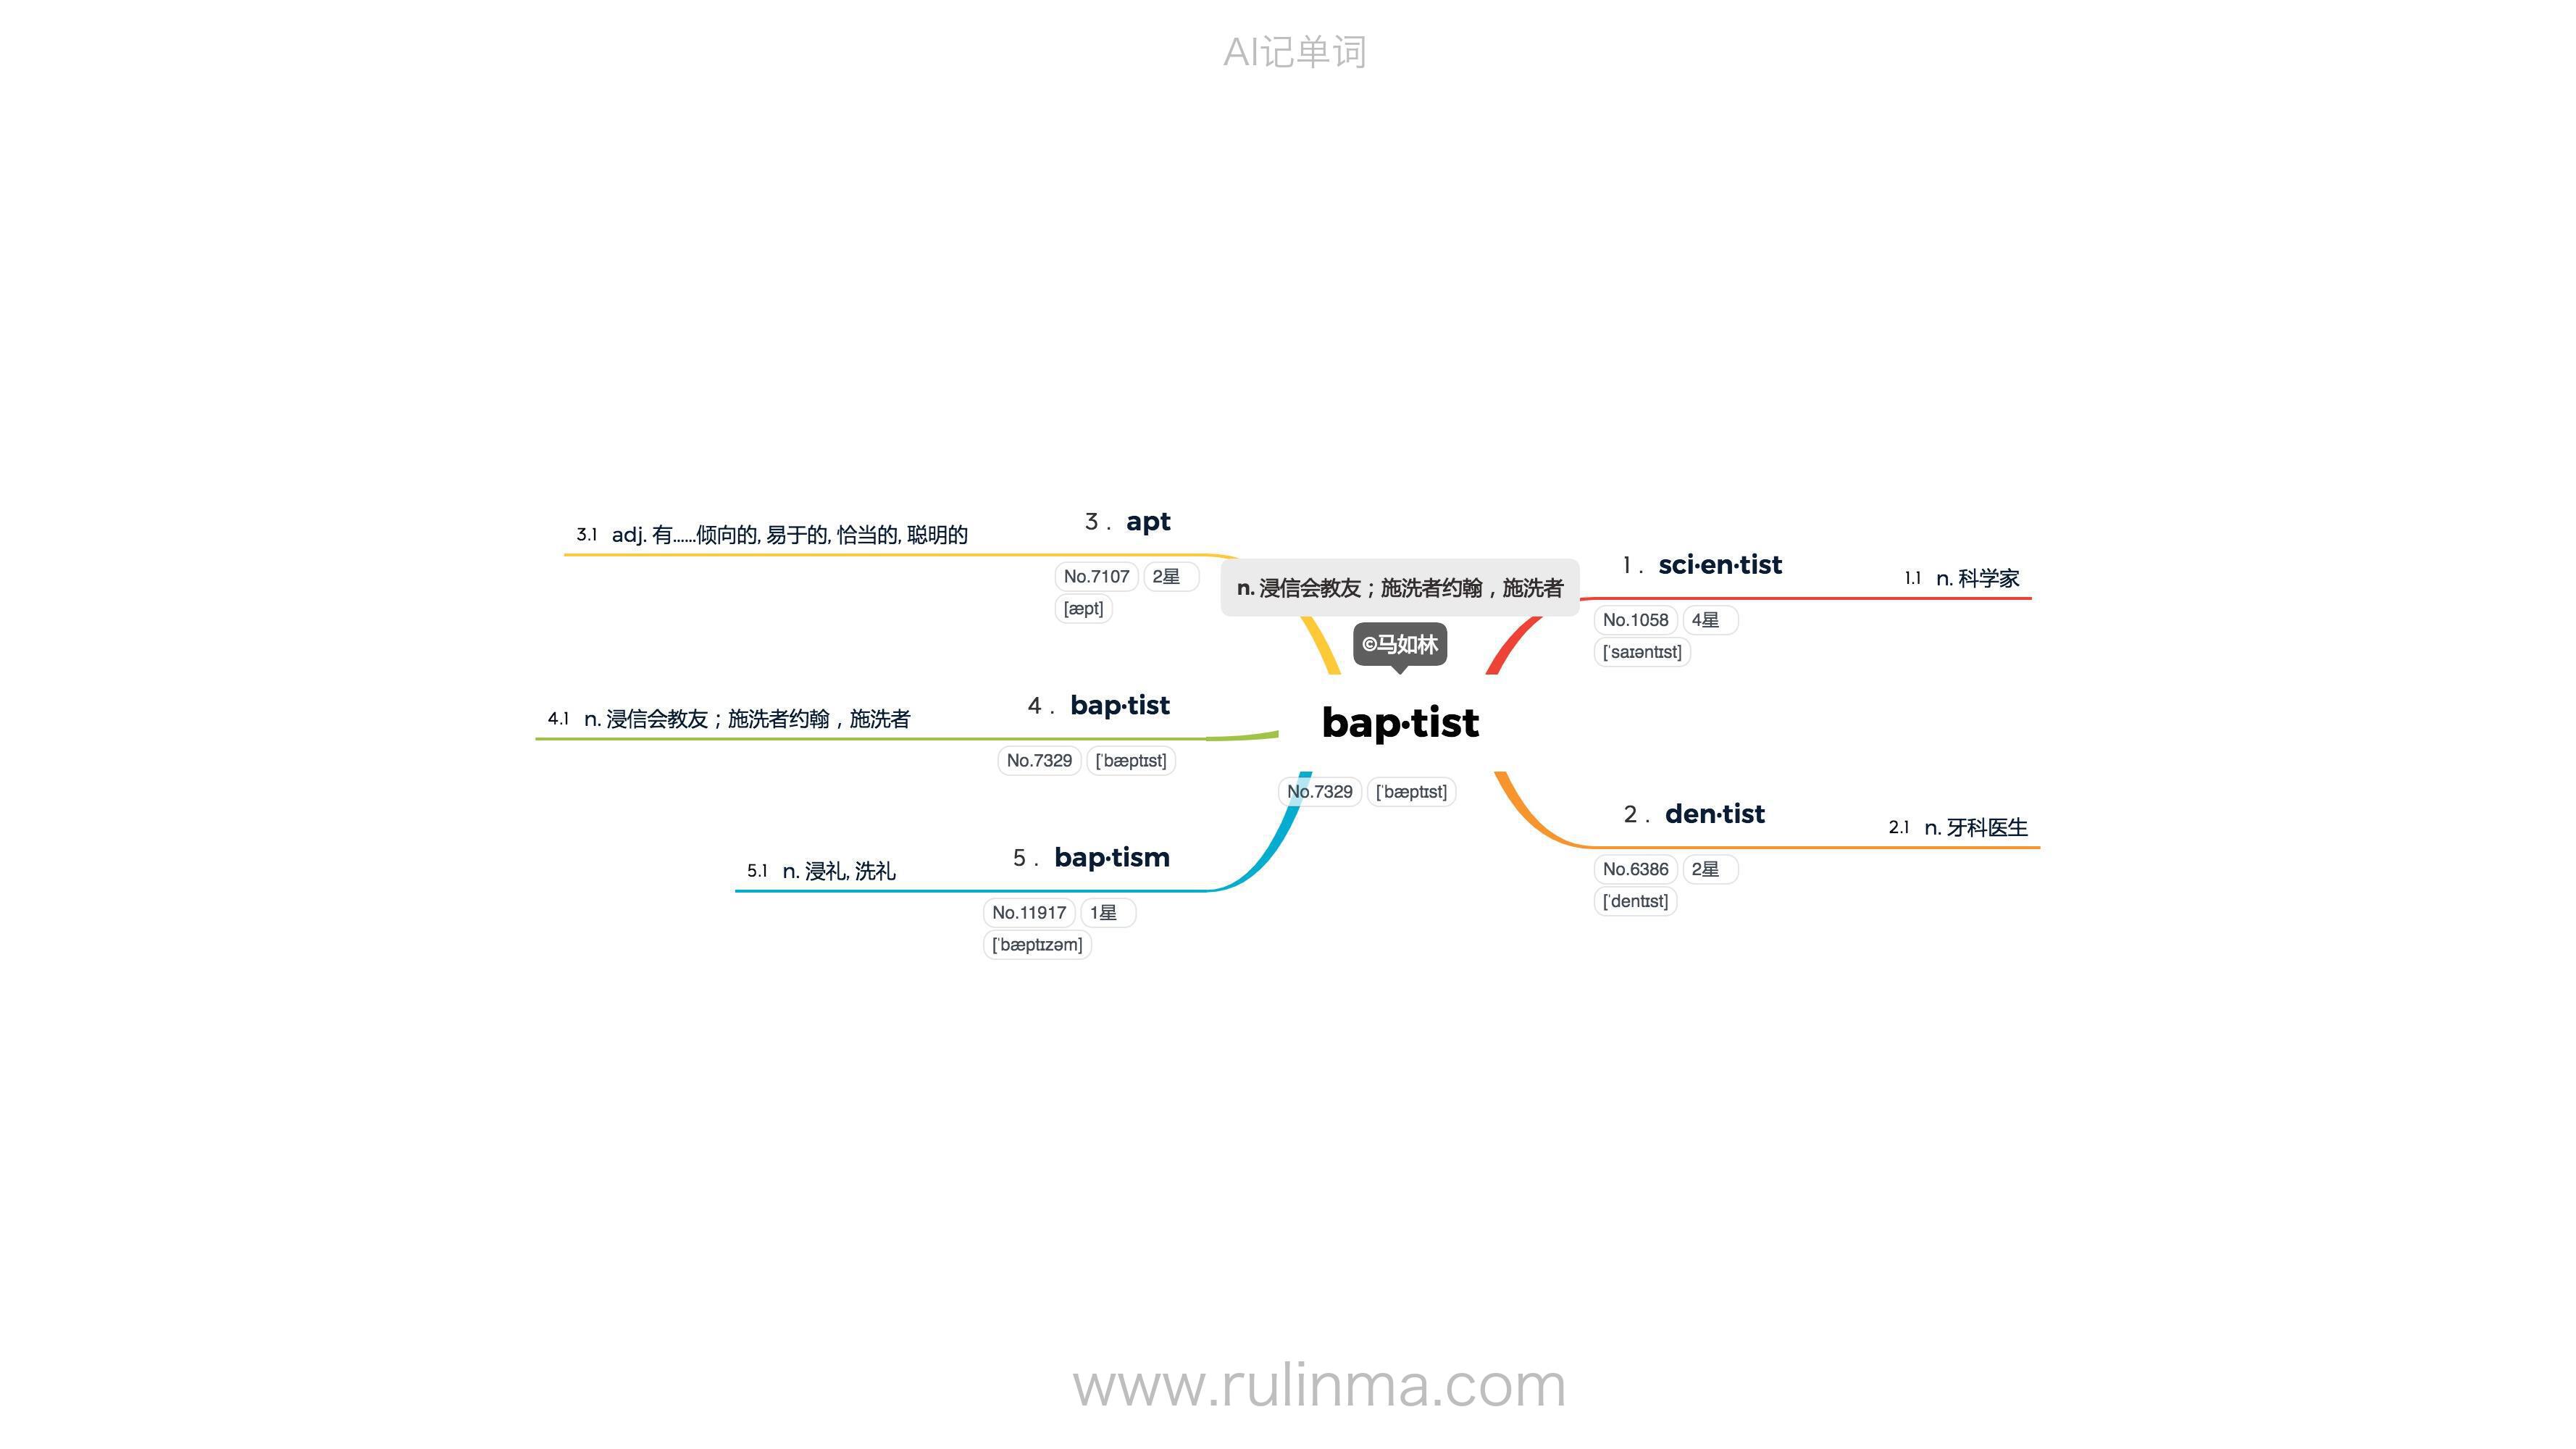 AI记单词
3 . apt
3.1 adj. 有......倾向的, 易于的, 恰当的, 聪明的
No.7107 2星
[æpt]
4 . bap·tist
4.1 n. 浸信会教友；施洗者约翰，施洗者
No.7329 [ˈbæptɪst]
5 . bap·tism
5.1 n. 浸礼, 洗礼
No.11917 1星
[ˈbæptɪzəm]
n. 浸信会教友；施洗者约翰，施洗者
©马如林
bap·tist
No.7329 [ˈbæptɪst]
1 . sci·en·tist
1.1 n. 科学家
No.1058 4星
[ˈsaɪəntɪst]
2 . den·tist
2.1 n. 牙科医生
No.6386 2星
[ˈdentɪst]
www.rulinma.com